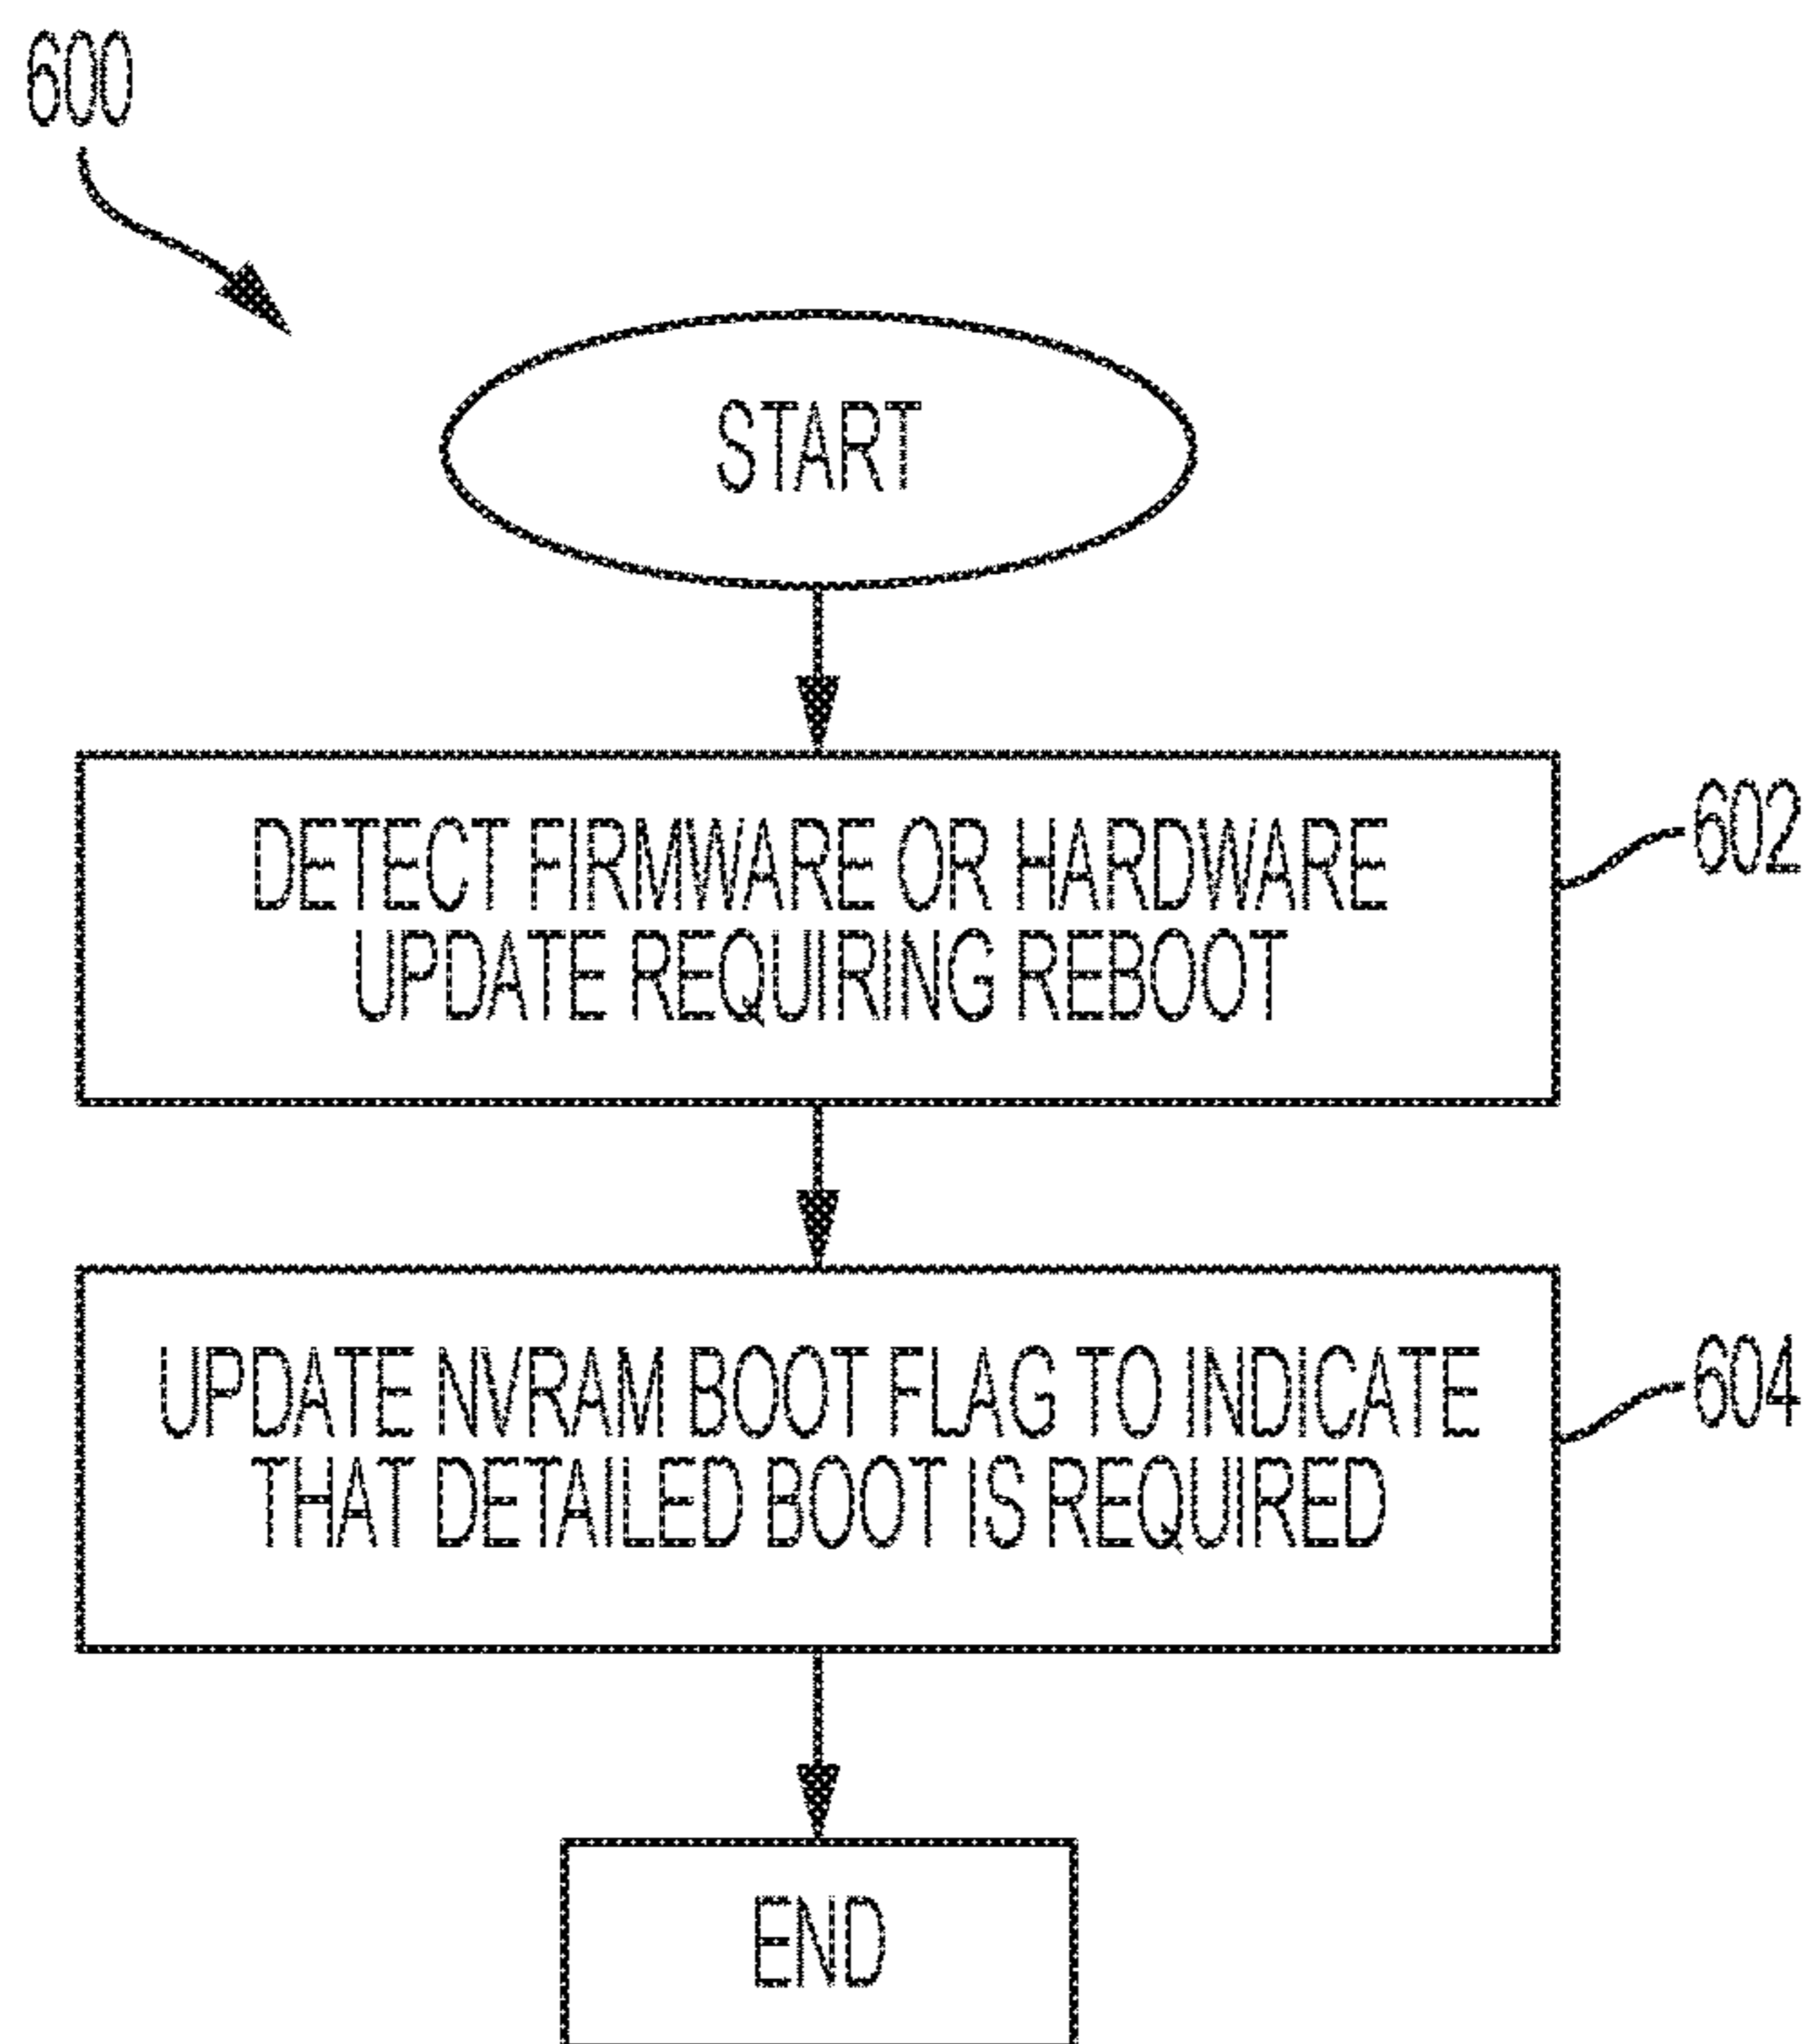 600
START
DETECT FIRMWARE OR HARDWARE
UPDATE REQUIRING REBOOT
602
UPDATE NVRAM BOOT FLAG TO INDICATE
THAT DETAILED BOOT IS REQUIRED
604
END